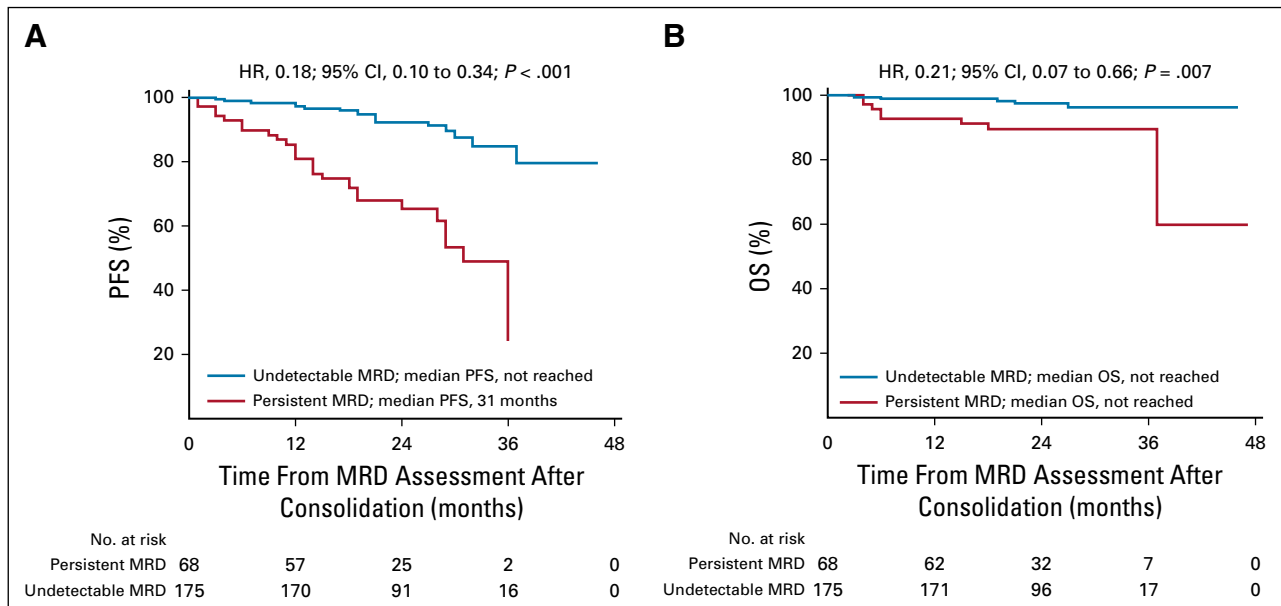 A
HR, 0.18; 95% CI, 0.10 to 0.34; P < .001
100
80
60
40
20
PFS (%)
Undetectable MRD; median PFS, not reached
Persistent MRD; median PFS, 31 months
0 12 24 36 48
Time From MRD Assessment After
Consolidation (months)
No. at risk
Persistent MRD 68 57 25 2 0
Undetectable MRD 175 170 91 16 0
B
HR, 0.21; 95% CI, 0.07 to 0.66; P = .007
100
80
60
40
20
OS (%)
Undetectable MRD; median OS, not reached
Persistent MRD; median OS, not reached
0 12 24 36 48
Time From MRD Assessment After
Consolidation (months)
No. at risk
Persistent MRD 68 62 32 7 0
Undetectable MRD 175 171 96 17 0